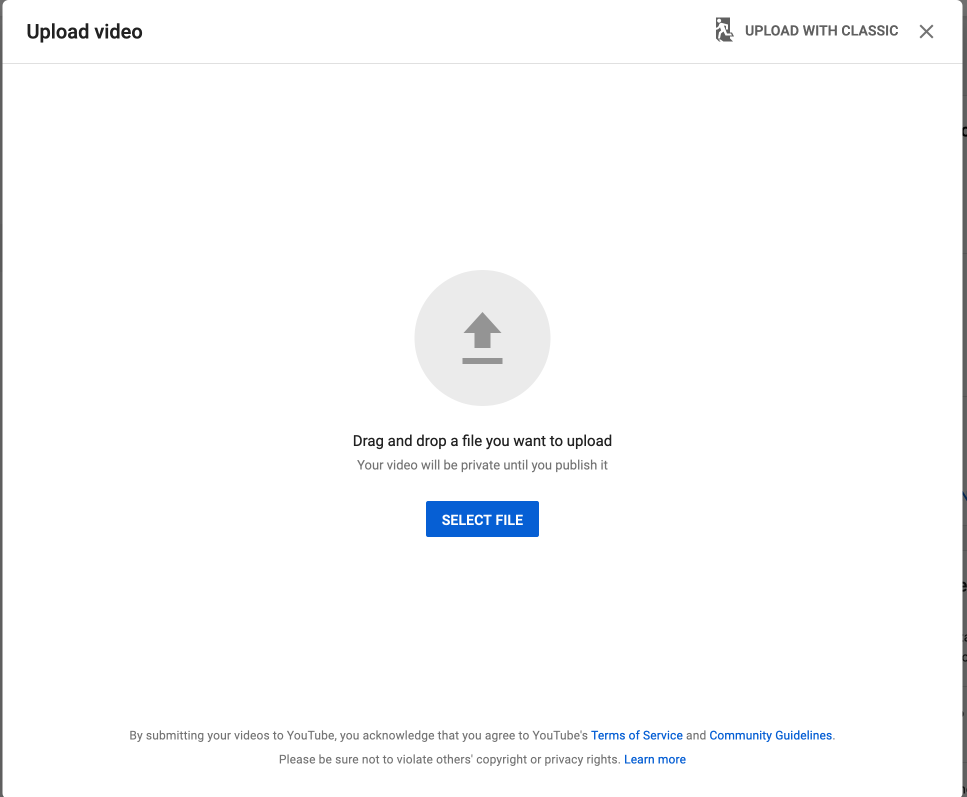 Upload video
UPLOAD WITH CLASSIC
Drag and drop a file you want to upload
Your video will be private until you publish it
SELECT FILE
By submitting your videos to YouTube, you acknowledge that you agree to YouTube's Terms of Service and Community Guidelines.
Please be sure not to violate others' copyright or privacy rights. Learn more